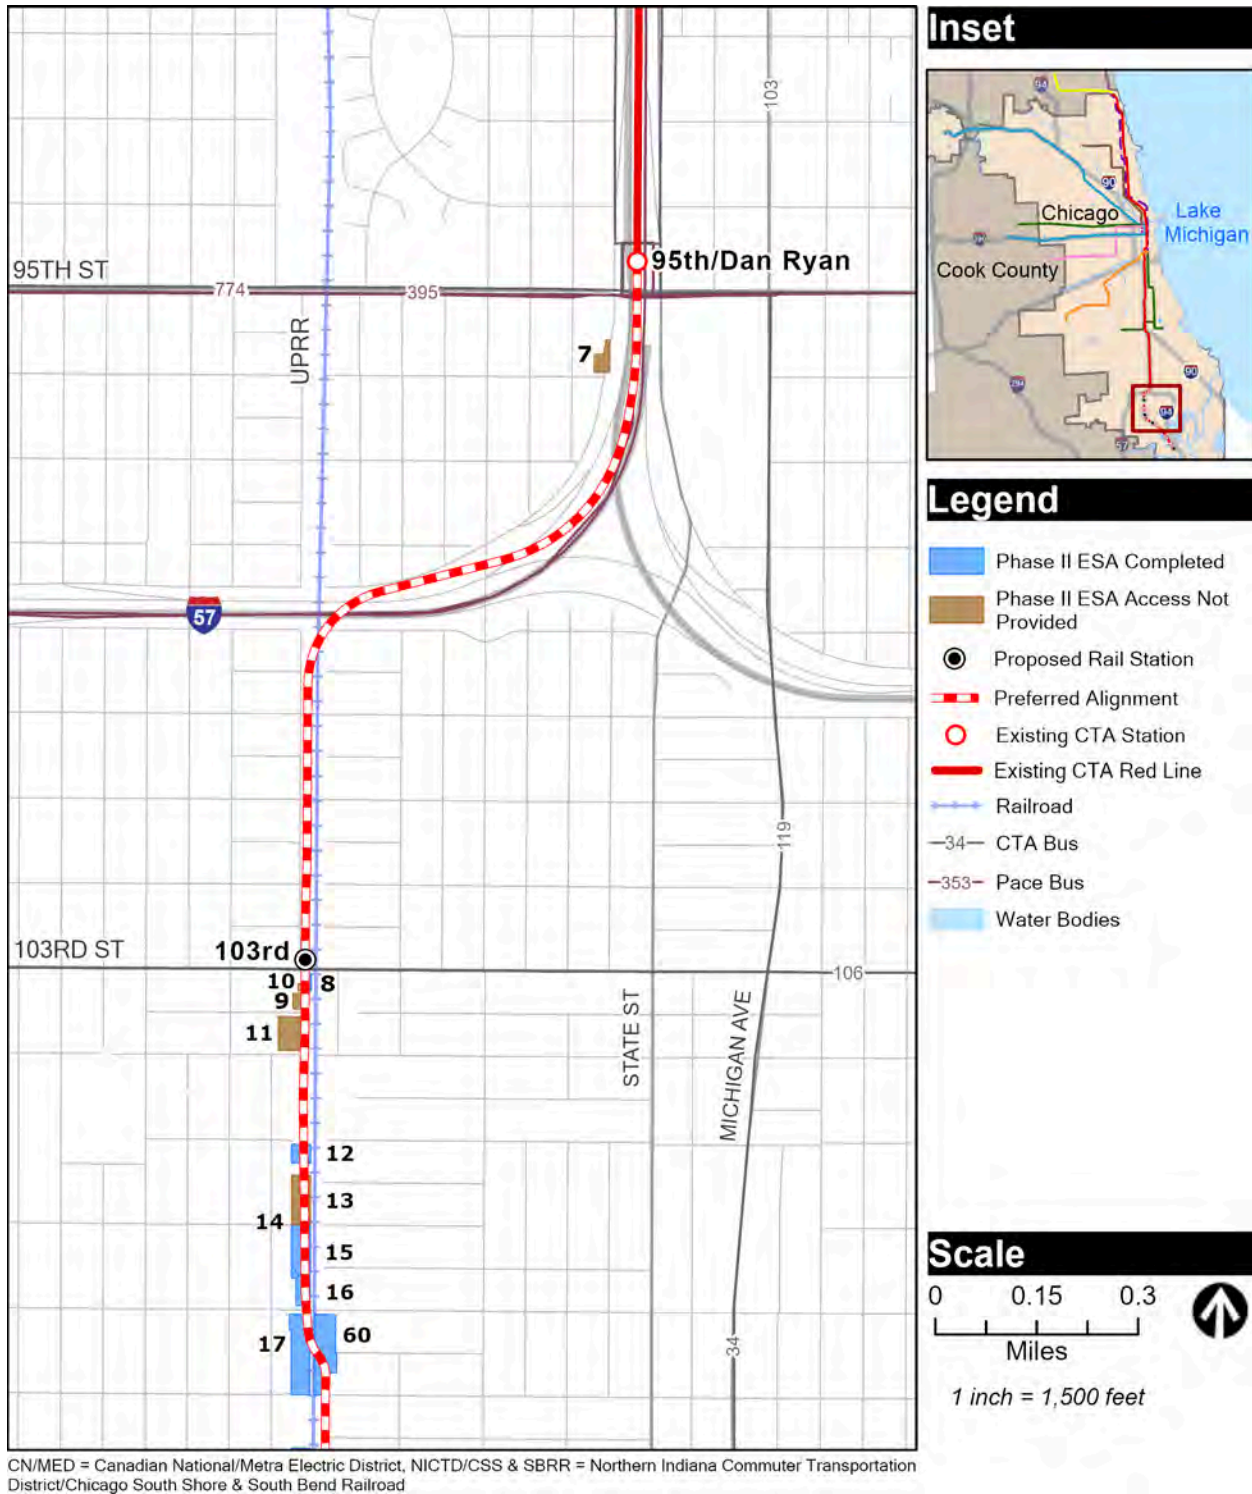 103
95TH ST
95th/Dan Ryan
774
395
UPRR
7
57
119
103RD ST
103rd
106
10
8
9
11
STATE ST
MICHIGAN AVE
12
13
14
15
16
17
60
34
CN/MED = Canadian National/Metra Electric District, NICTD/CSS & SBRR = Northern Indiana Commuter Transportation
District/Chicago South Shore & South Bend Railroad
Inset
94
90
Chicago
Lake
Michigan
Cook County
90
94
57
Legend
Phase II ESA Completed
Phase II ESA Access Not
Provided
Proposed Rail Station
Preferred Alignment
Existing CTA Station
Existing CTA Red Line
Railroad
34
CTA Bus
353
Pace Bus
Water Bodies
Scale
0 0.15 0.3
Miles
1 inch = 1,500 feet